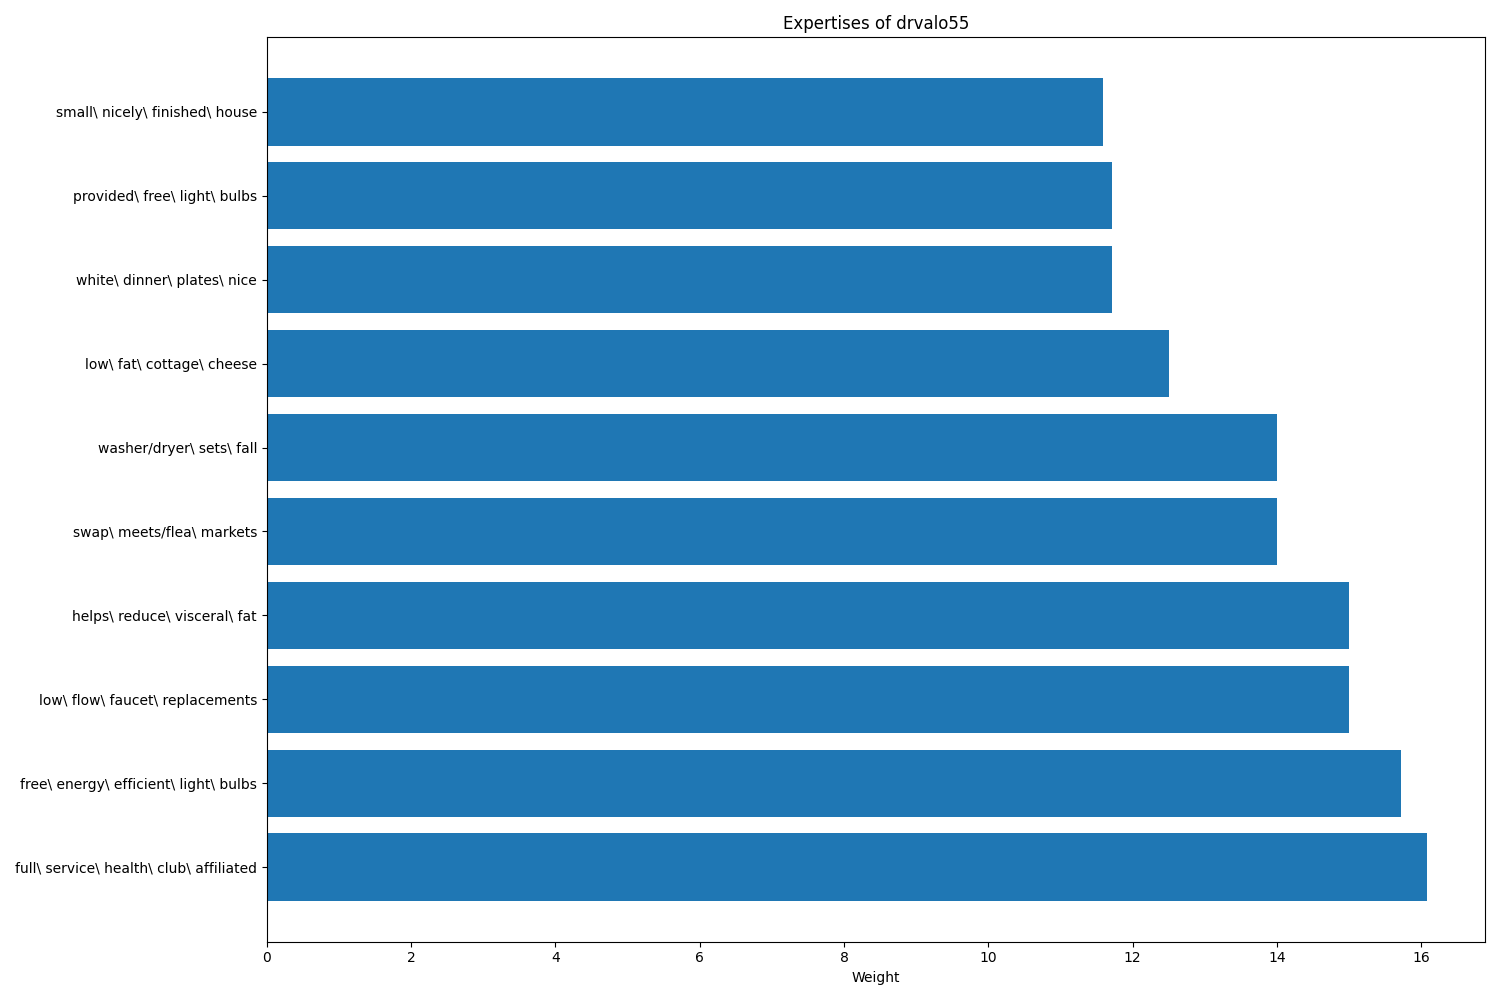 Expertises of drvalo55
small\ nicely\ finished\ house
provided\ free\ light\ bulbs
white\ dinner\ plates\ nice
low\ fat\ cottage\ cheese
washer/dryer\ sets\ fall
swap\ meets/flea\ markets
helps\ reduce\ visceral\ fat
low\ flow\ faucet\ replacements
free\ energy\ efficient\ light\ bulbs
full\ service\ health\ club\ affiliated
0 2 4 6 8 10 12 14 16
Weight